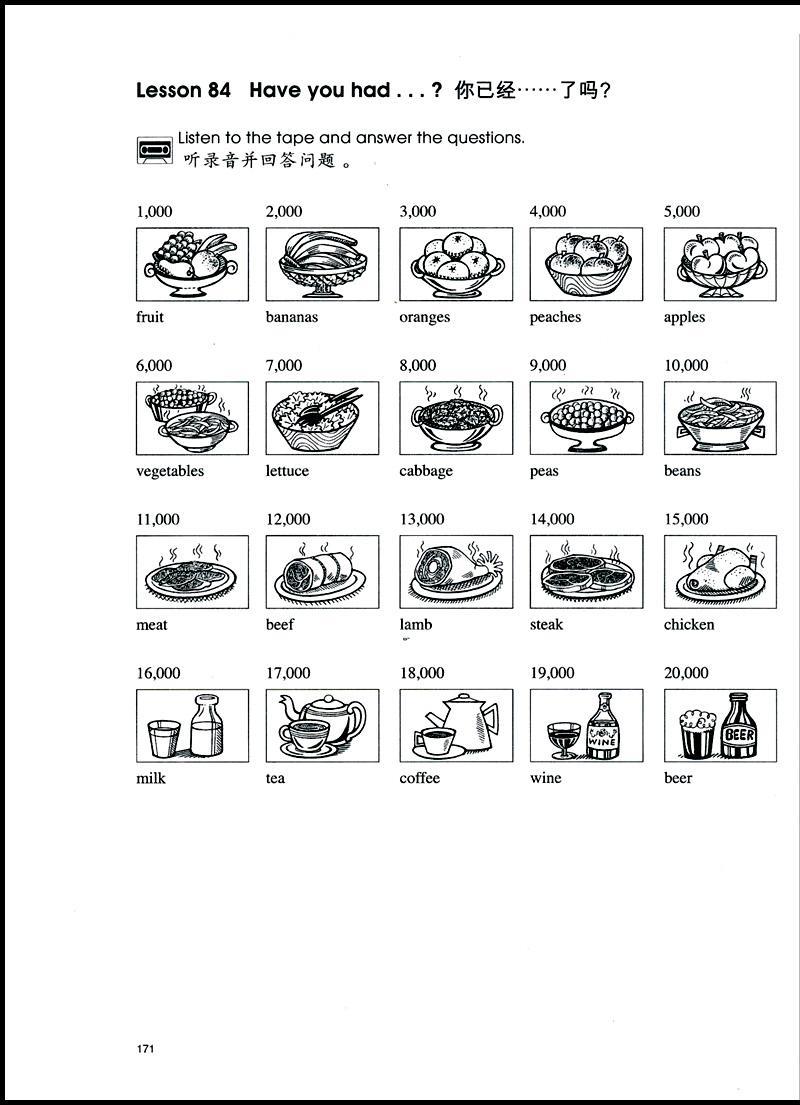 Lesson 84 Have you had . . . ? 你已经……了吗?
Listen to the tape and answer the questions.
听录音并回答问题。
1,000 2,000 3,000 4,000 5,000
fruit bananas oranges peaches apples
6,000 7,000 8,000 9,000 10,000
vegetables lettuce cabbage peas beans
11,000 12,000 13,000 14,000 15,000
meat beef lamb steak chicken
16,000 17,000 18,000 19,000 20,000
WINE BEER
milk tea coffee wine beer
171